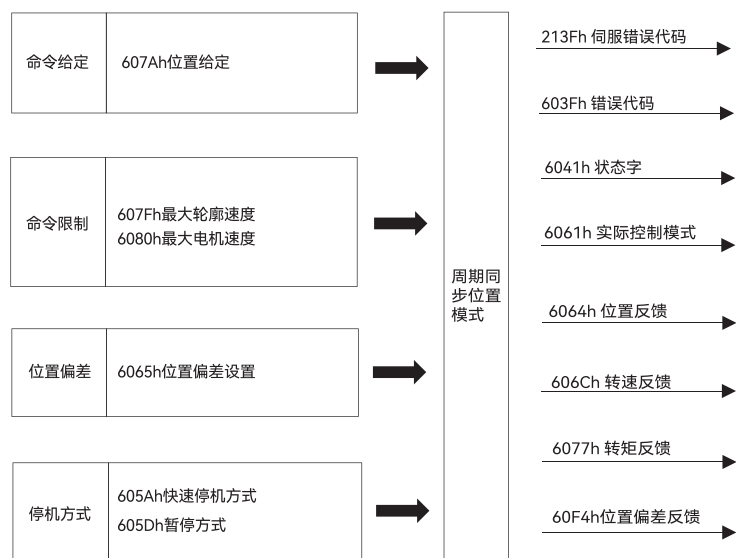 命令给定
607Ah位置给定
命令限制
607Fh最大轮廓速度
6080h最大电机速度
位置偏差
6065h位置偏差设置
停机方式
605Ah快速停机方式
605Dh暂停方式
周期同
步位置
模式
213Fh 伺服错误代码
603Fh 错误代码
6041h 状态字
6061h 实际控制模式
6064h 位置反馈
606Ch 转速反馈
6077h 转矩反馈
60F4h位置偏差反馈